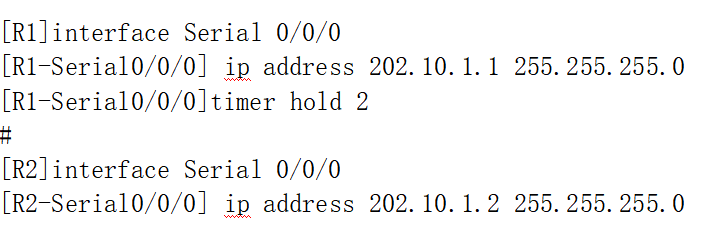 [R1]interface Serial 0/0/0
[R1-Serial0/0/0] ip address 202.10.1.1 255.255.255.0
[R1-Serial0/0/0]timer hold 2
#
[R2]interface Serial 0/0/0
[R2-Serial0/0/0] ip address 202.10.1.2 255.255.255.0